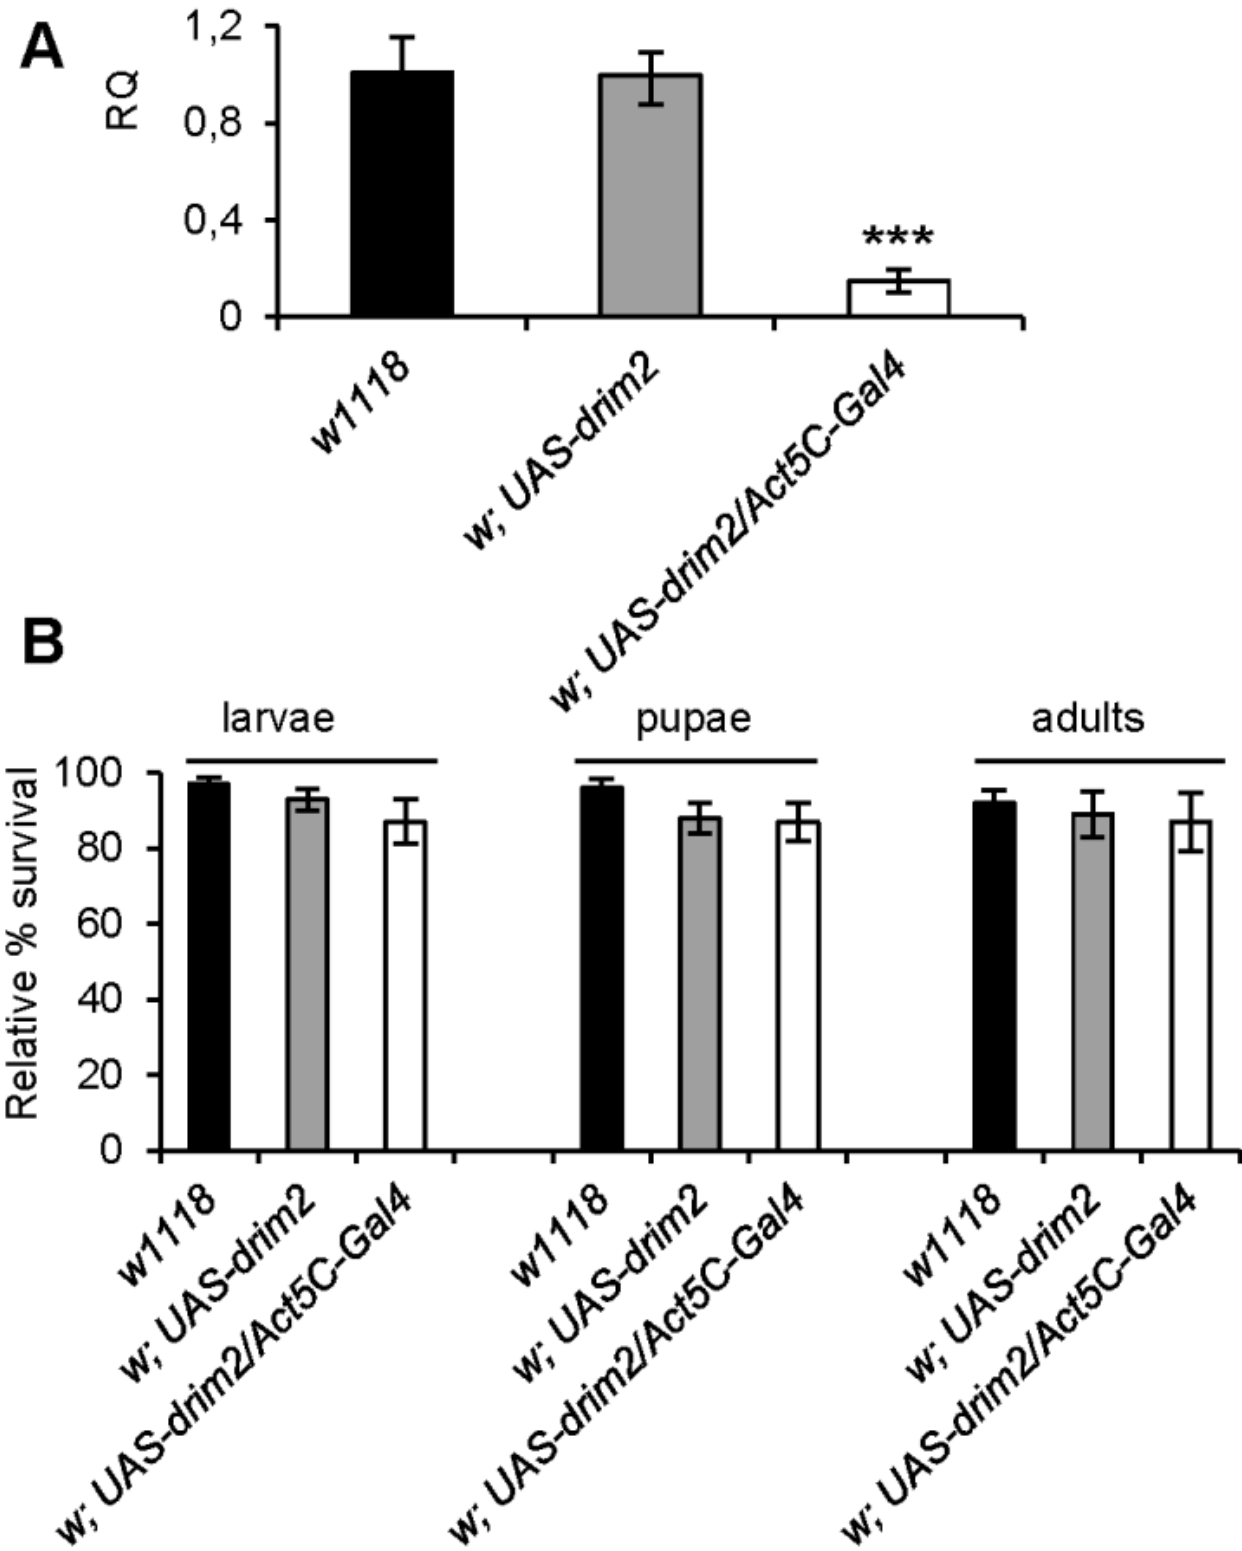 A
RQ
1,2
0,8
0,4
0
***
w1118
w; UAS-drim2
w; UAS-drim2/Act5C-Gal4
B
larvae
pupae
adults
Relative % survival
100
80
60
40
20
0
w1118
w; UAS-drim2
w; UAS-drim2/Act5C-Gal4
w1118
w; UAS-drim2
w; UAS-drim2/Act5C-Gal4
w1118
w; UAS-drim2
w; UAS-drim2/Act5C-Gal4